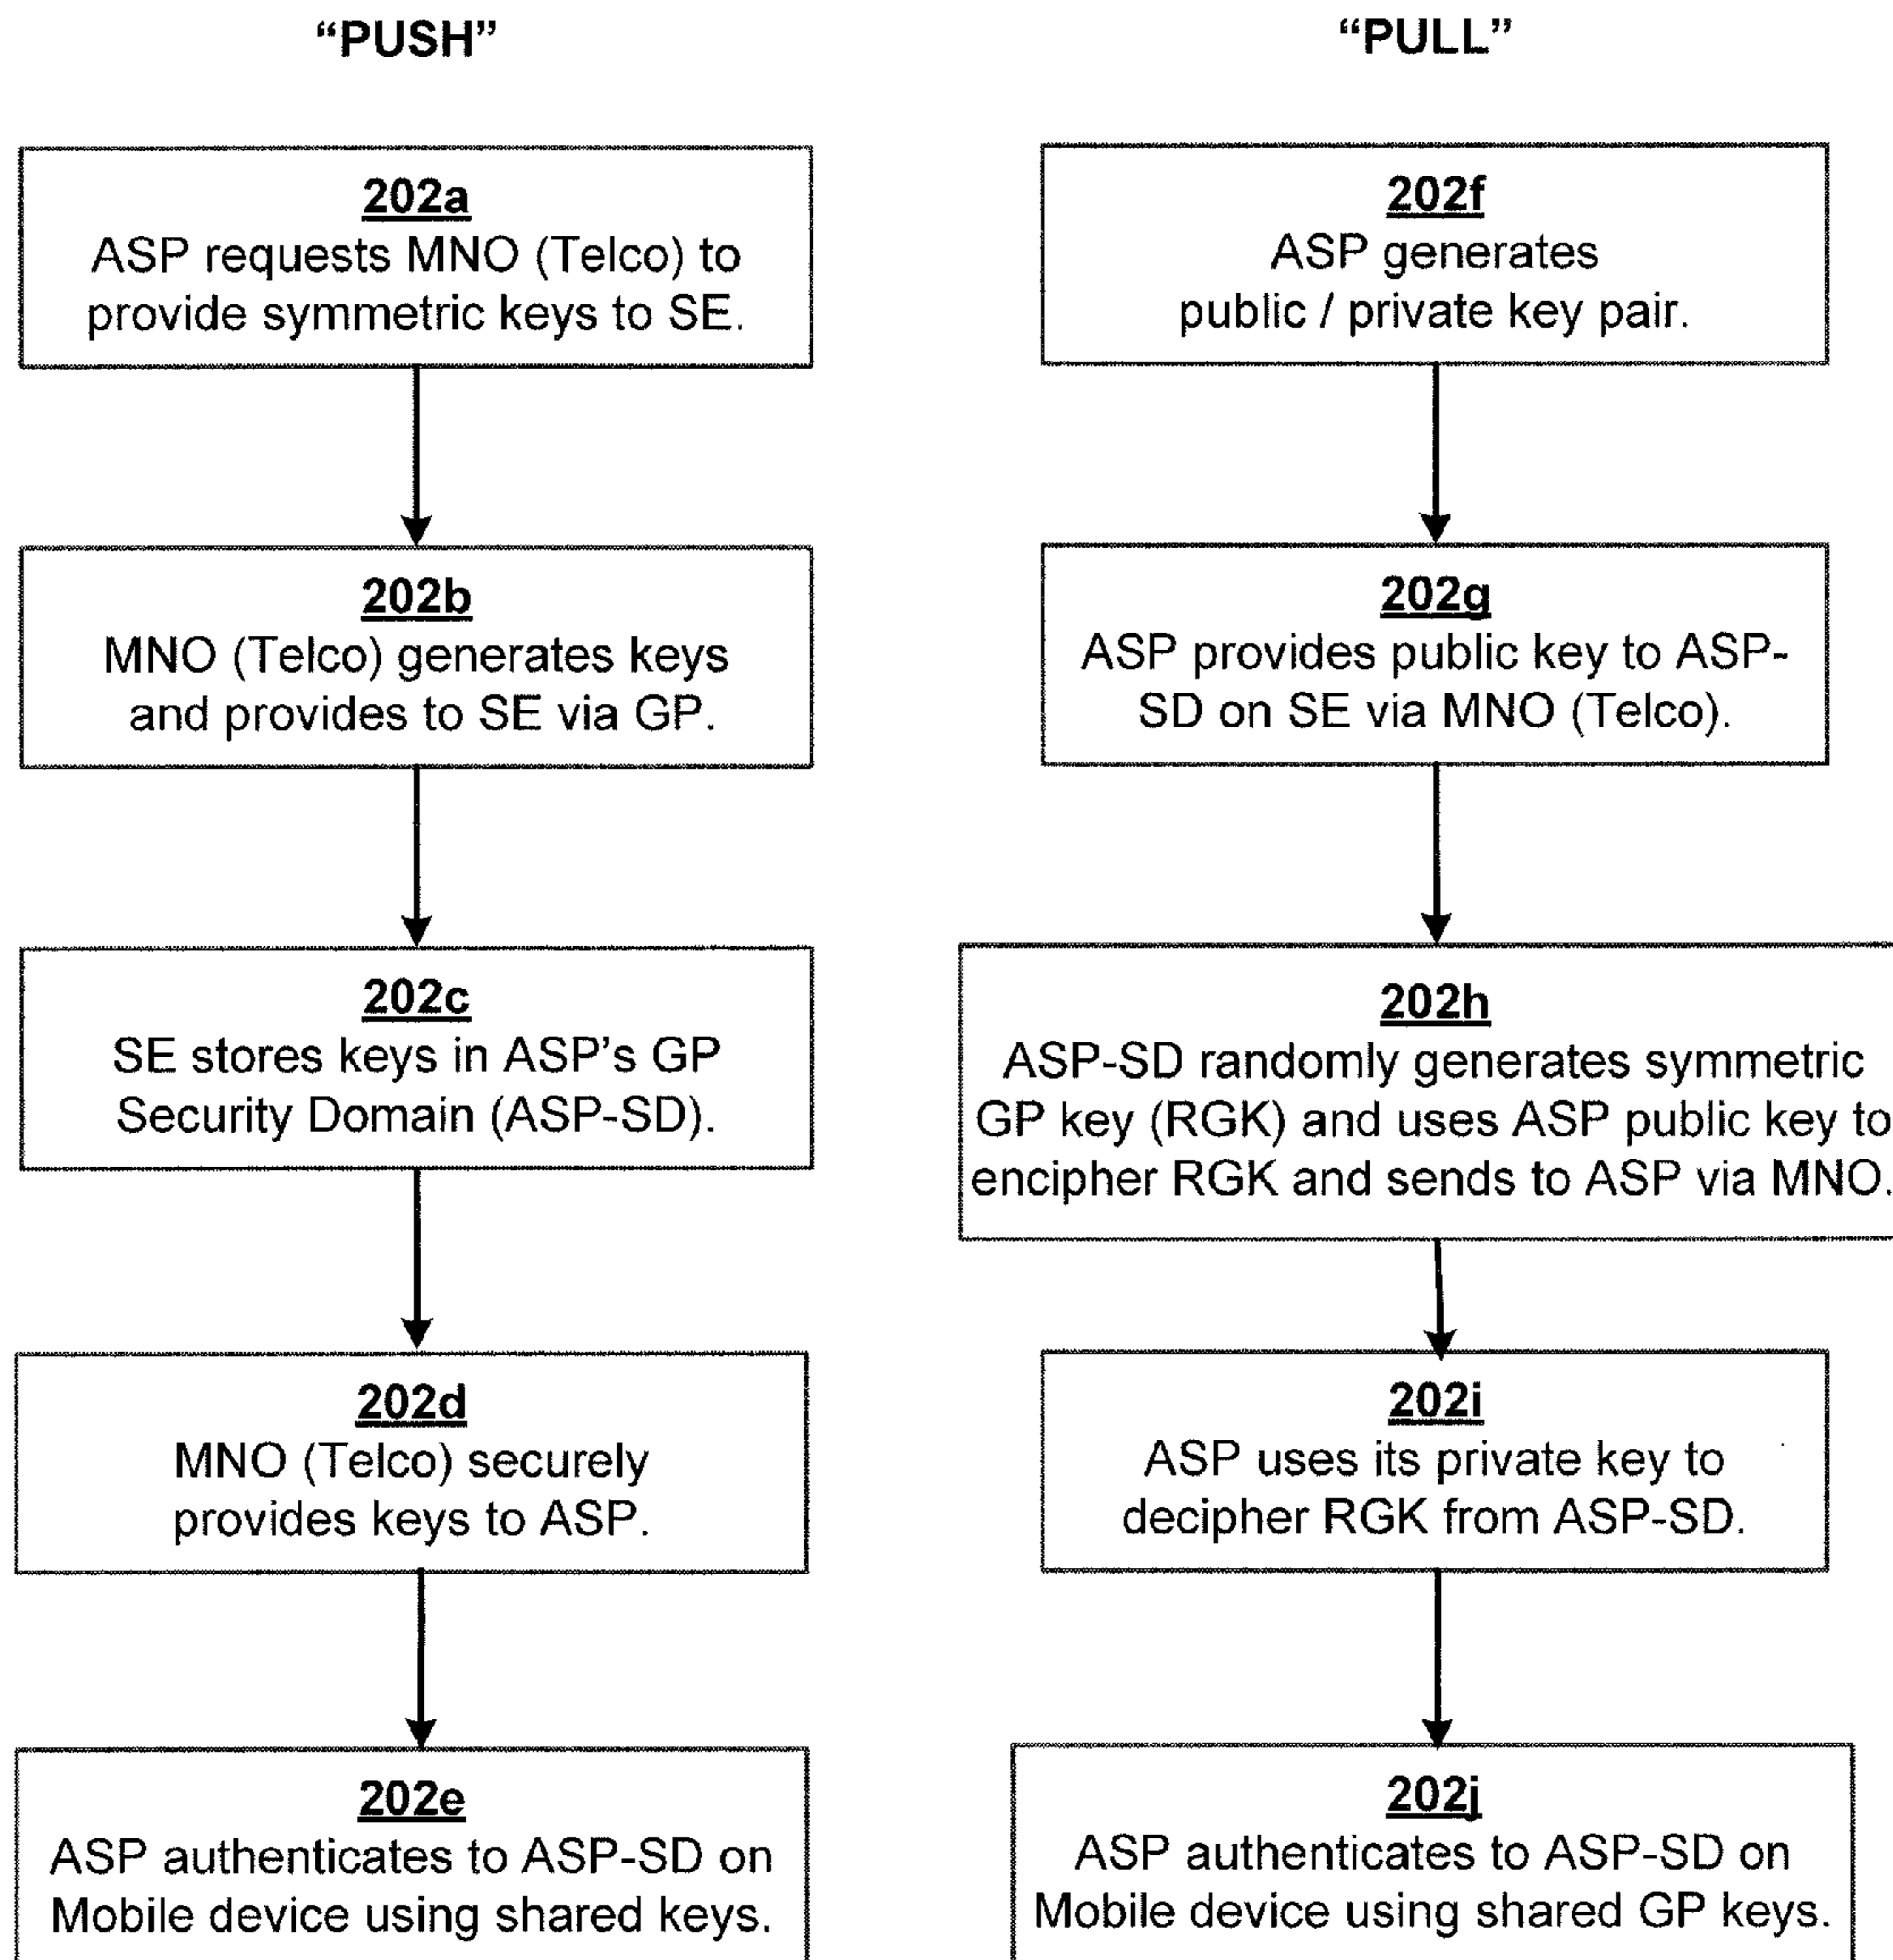 “PUSH”
202a
ASP requests MNO (Telco) to
provide symmetric keys to SE.
202b
MNO (Telco) generates keys
and provides to SE via GP.
202c
SE stores keys in ASP’s GP
Security Domain (ASP-SD).
202d
MNO (Telco) securely
provides keys to ASP.
202e
ASP authenticates to ASP-SD on
Mobile device using shared keys.
“PULL”
202f
ASP generates
public / private key pair.
202g
ASP provides public key to ASP-
SD on SE via MNO (Telco).
202h
ASP-SD randomly generates symmetric
GP key (RGK) and uses ASP public key to
encipher RGK and sends to ASP via MNO.
202i
ASP uses its private key to
decipher RGK from ASP-SD.
202j
ASP authenticates to ASP-SD on
Mobile device using shared GP keys.